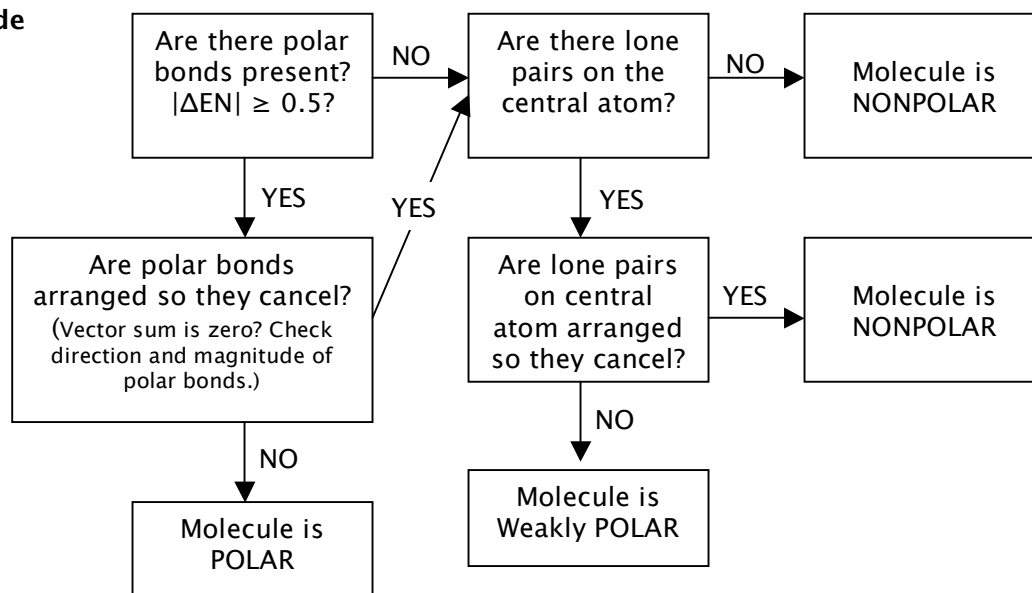 de
Are there polar
bonds present?
|ΔEN| ≥ 0.5?
NO
Are there lone
pairs on the
central atom?
NO
Molecule is
NONPOLAR
YES
YES
YES
Are polar bonds
arranged so they cancel?
(Vector sum is zero? Check
direction and magnitude of
polar bonds.)
Are lone pairs
on central
atom arranged
so they cancel?
YES
Molecule is
NONPOLAR
NO
NO
Molecule is
POLAR
Molecule is
Weakly POLAR